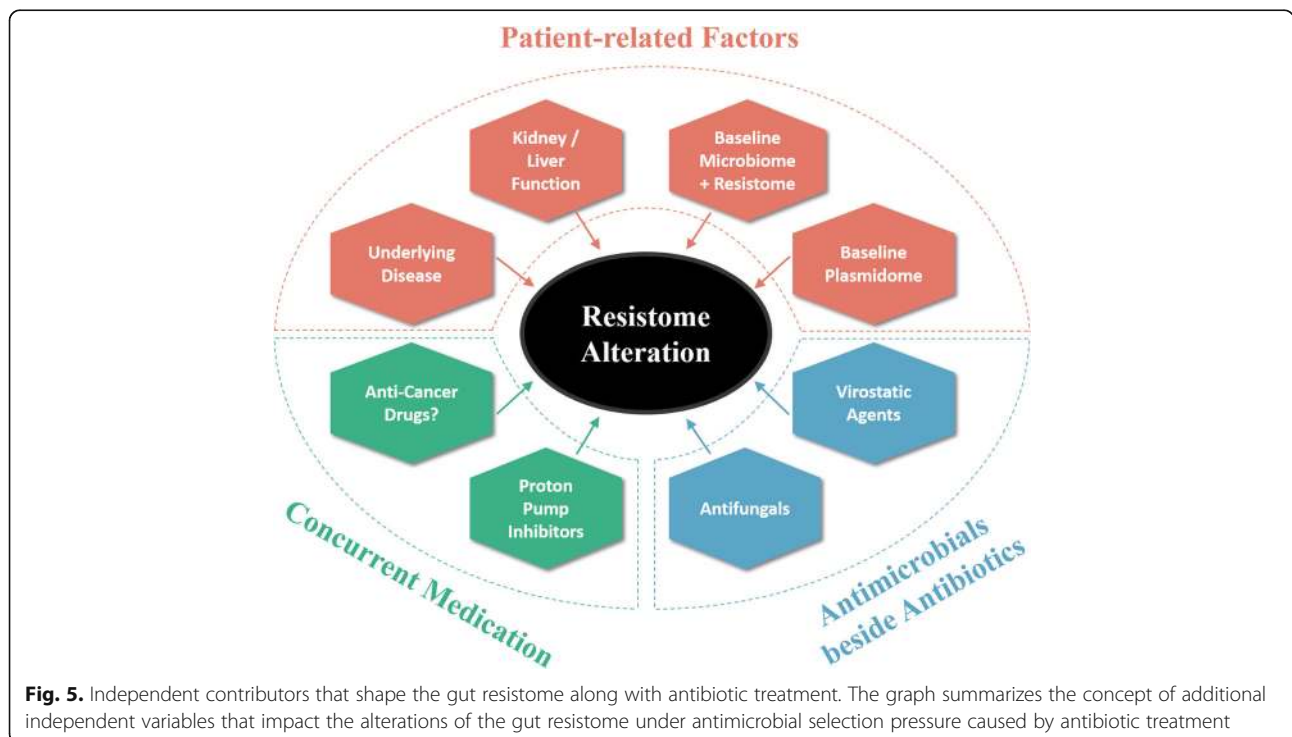 Patient-related Factors
Kidney /
Liver
Function
Baseline
Microbiome
+ Resistome
Underlying
Disease
Baseline
Plasmidome
Resistome
Alteration
Anti-Cancer
Drugs?
Virostatic
Agents
Proton
Pump
Inhibitors
Antifungals
Concurrent Medication
Antimicrobials
beside Antibiotics
Fig. 5. Independent contributors that shape the gut resistome along with antibiotic treatment. The graph summarizes the concept of additional
independent variables that impact the alterations of the gut resistome under antimicrobial selection pressure caused by antibiotic treatment